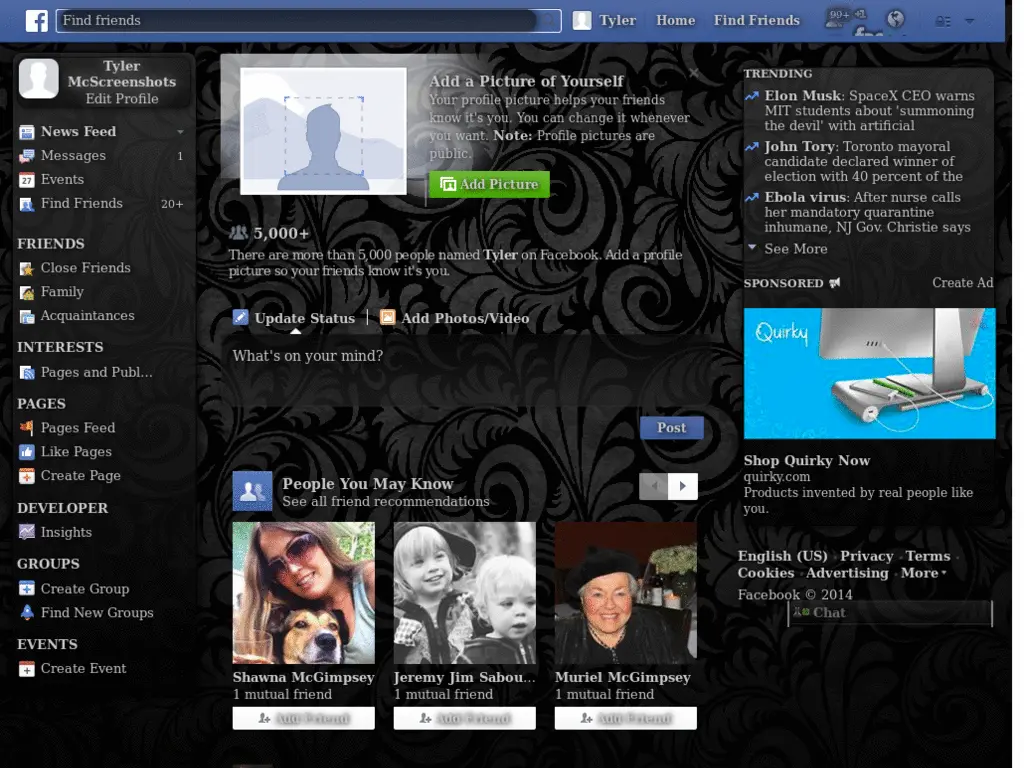 Find friends
Tyler
Home
Find Friends
99+
Tyler
McScreenshots
Edit Profile
News Feed
Messages
1
Events
27
Find Friends
20+
FRIENDS
Close Friends
Family
Acquaintances
INTERESTS
Pages and Publ...
PAGES
Pages Feed
Like Pages
Create Page
DEVELOPER
Insights
GROUPS
Create Group
Find New Groups
EVENTS
Create Event
Add a Picture of Yourself
Your profile picture helps your friends
know it's you. You can change it whenever
you want. Note: Profile pictures are
public.
Add Picture
5,000+
There are more than 5,000 people named Tyler on Facebook. Add a profile
picture so your friends know it's you.
Update Status
Add Photos/Video
What's on your mind?
Post
People You May Know
See all friend recommendations
Shawna McGimpsey
1 mutual friend
Add Friend
Jeremy Jim Sabou...
1 mutual friend
Add Friend
Muriel McGimpsey
1 mutual friend
Add Friend
TRENDING
Elon Musk: SpaceX CEO warns
MIT students about 'summoning
the devil' with artificial
John Tory: Toronto mayoral
candidate declared winner of
election with 40 percent of the
Ebola virus: After nurse calls
her mandatory quarantine
inhumane, NJ Gov. Christie says
See More
SPONSORED
Create Ad
Quirky
Shop Quirky Now
quirky.com
Products invented by real people like
you.
English (US) · Privacy · Terms ·
Cookies · Advertising · More
Facebook © 2014
Chat